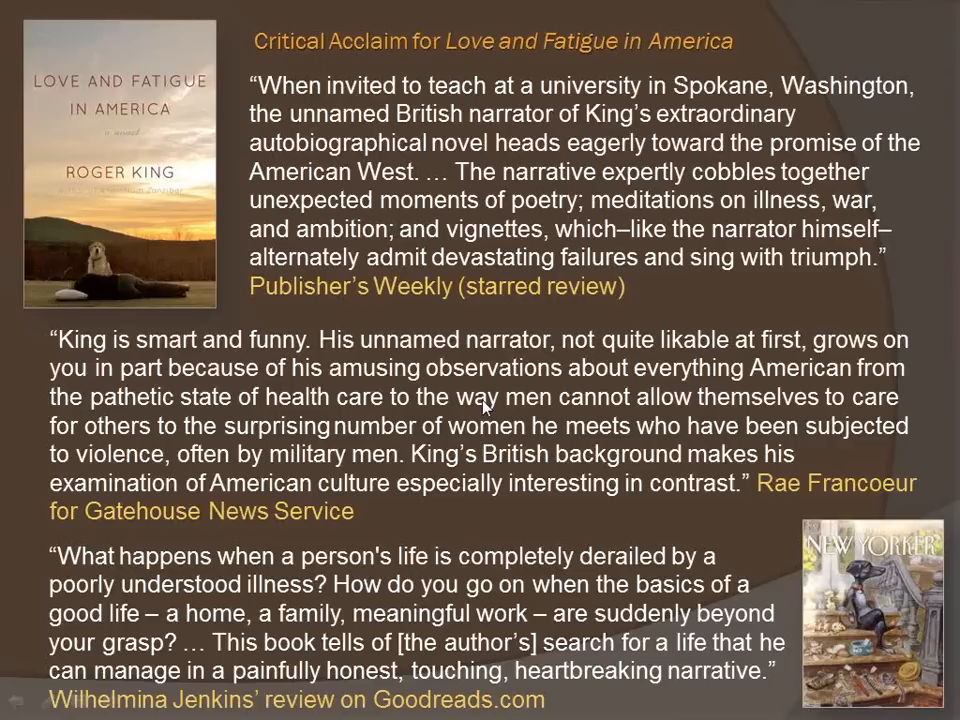 Critical Acclaim for Love and Fatigue in America
LOVE AND FATIGUE
IN AMERICA
a novel
ROGER KING
“When invited to teach at a university in Spokane, Washington,
the unnamed British narrator of King’s extraordinary
autobiographical novel heads eagerly toward the promise of the
American West. … The narrative expertly cobbles together
unexpected moments of poetry; meditations on illness, war,
and ambition; and vignettes, which–like the narrator himself–
alternately admit devastating failures and sing with triumph.”
Publisher’s Weekly (starred review)
“King is smart and funny. His unnamed narrator, not quite likable at first, grows on
you in part because of his amusing observations about everything American from
the pathetic state of health care to the way men cannot allow themselves to care
for others to the surprising number of women he meets who have been subjected
to violence, often by military men. King’s British background makes his
examination of American culture especially interesting in contrast.” Rae Francoeur
for Gatehouse News Service
“What happens when a person's life is completely derailed by a
poorly understood illness? How do you go on when the basics of a
good life – a home, a family, meaningful work – are suddenly beyond
your grasp? … This book tells of [the author’s] search for a life that he
can manage in a painfully honest, touching, heartbreaking narrative.”
Wilhelmina Jenkins’ review on Goodreads.com
NEW YORKER